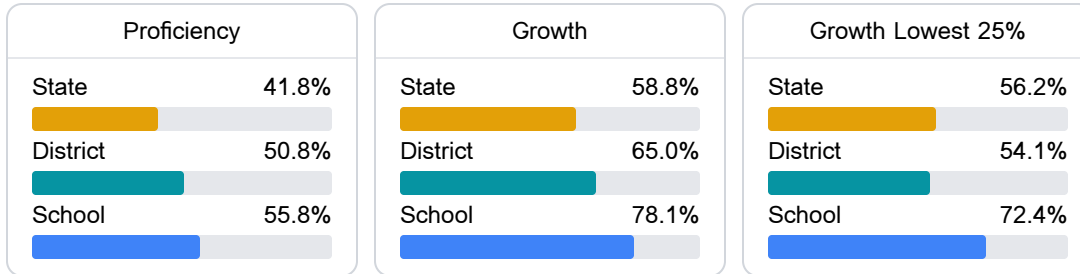 Proficiency
State 41.8%
District 50.8%
School 55.8%
Growth
State 58.8%
District 65.0%
School 78.1%
Growth Lowest 25%
State 56.2%
District 54.1%
School 72.4%